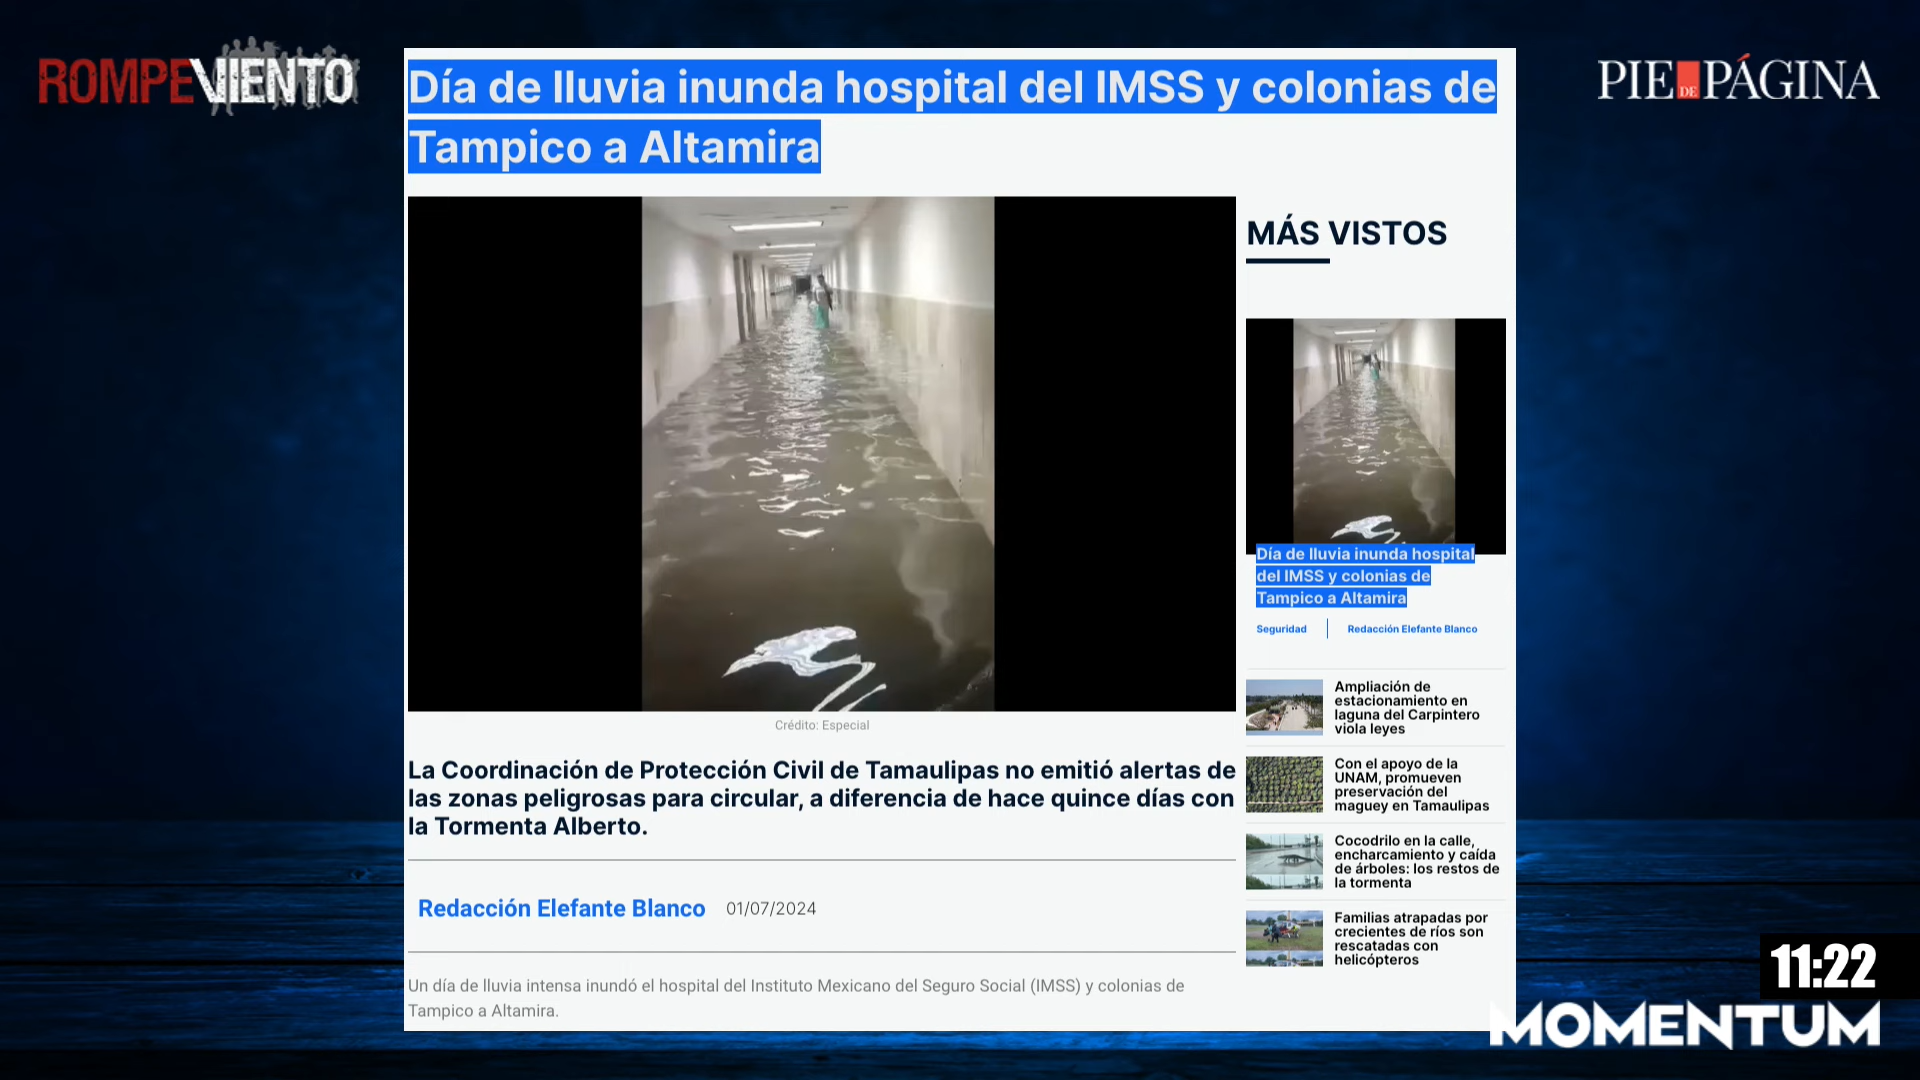 ROMPEVIENTO
PIE DE PÁGINA
Día de lluvia inunda hospital del IMSS y colonias de
Tampico a Altamira
Crédito: Especial
La Coordinación de Protección Civil de Tamaulipas no emitió alertas de
las zonas peligrosas para circular, a diferencia de hace quince días con
la Tormenta Alberto.
Redacción Elefante Blanco 01/07/2024
Un día de lluvia intensa inundó el hospital del Instituto Mexicano del Seguro Social (IMSS) y colonias de
Tampico a Altamira.
MÁS VISTOS
Día de lluvia inunda hospital
del IMSS y colonias de
Tampico a Altamira
Seguridad Redacción Elefante Blanco
Ampliación de
estacionamiento en
laguna del Carpintero
viola leyes
Con el apoyo de la
UNAM, promueven
preservación del
maguey en Tamaulipas
Cocodrilo en la calle,
encharcamiento y caída
de árboles: los restos de
la tormenta
Familias atrapadas por
crecientes de ríos son
rescatadas con
helicópteros
11:22
MOMENTUM